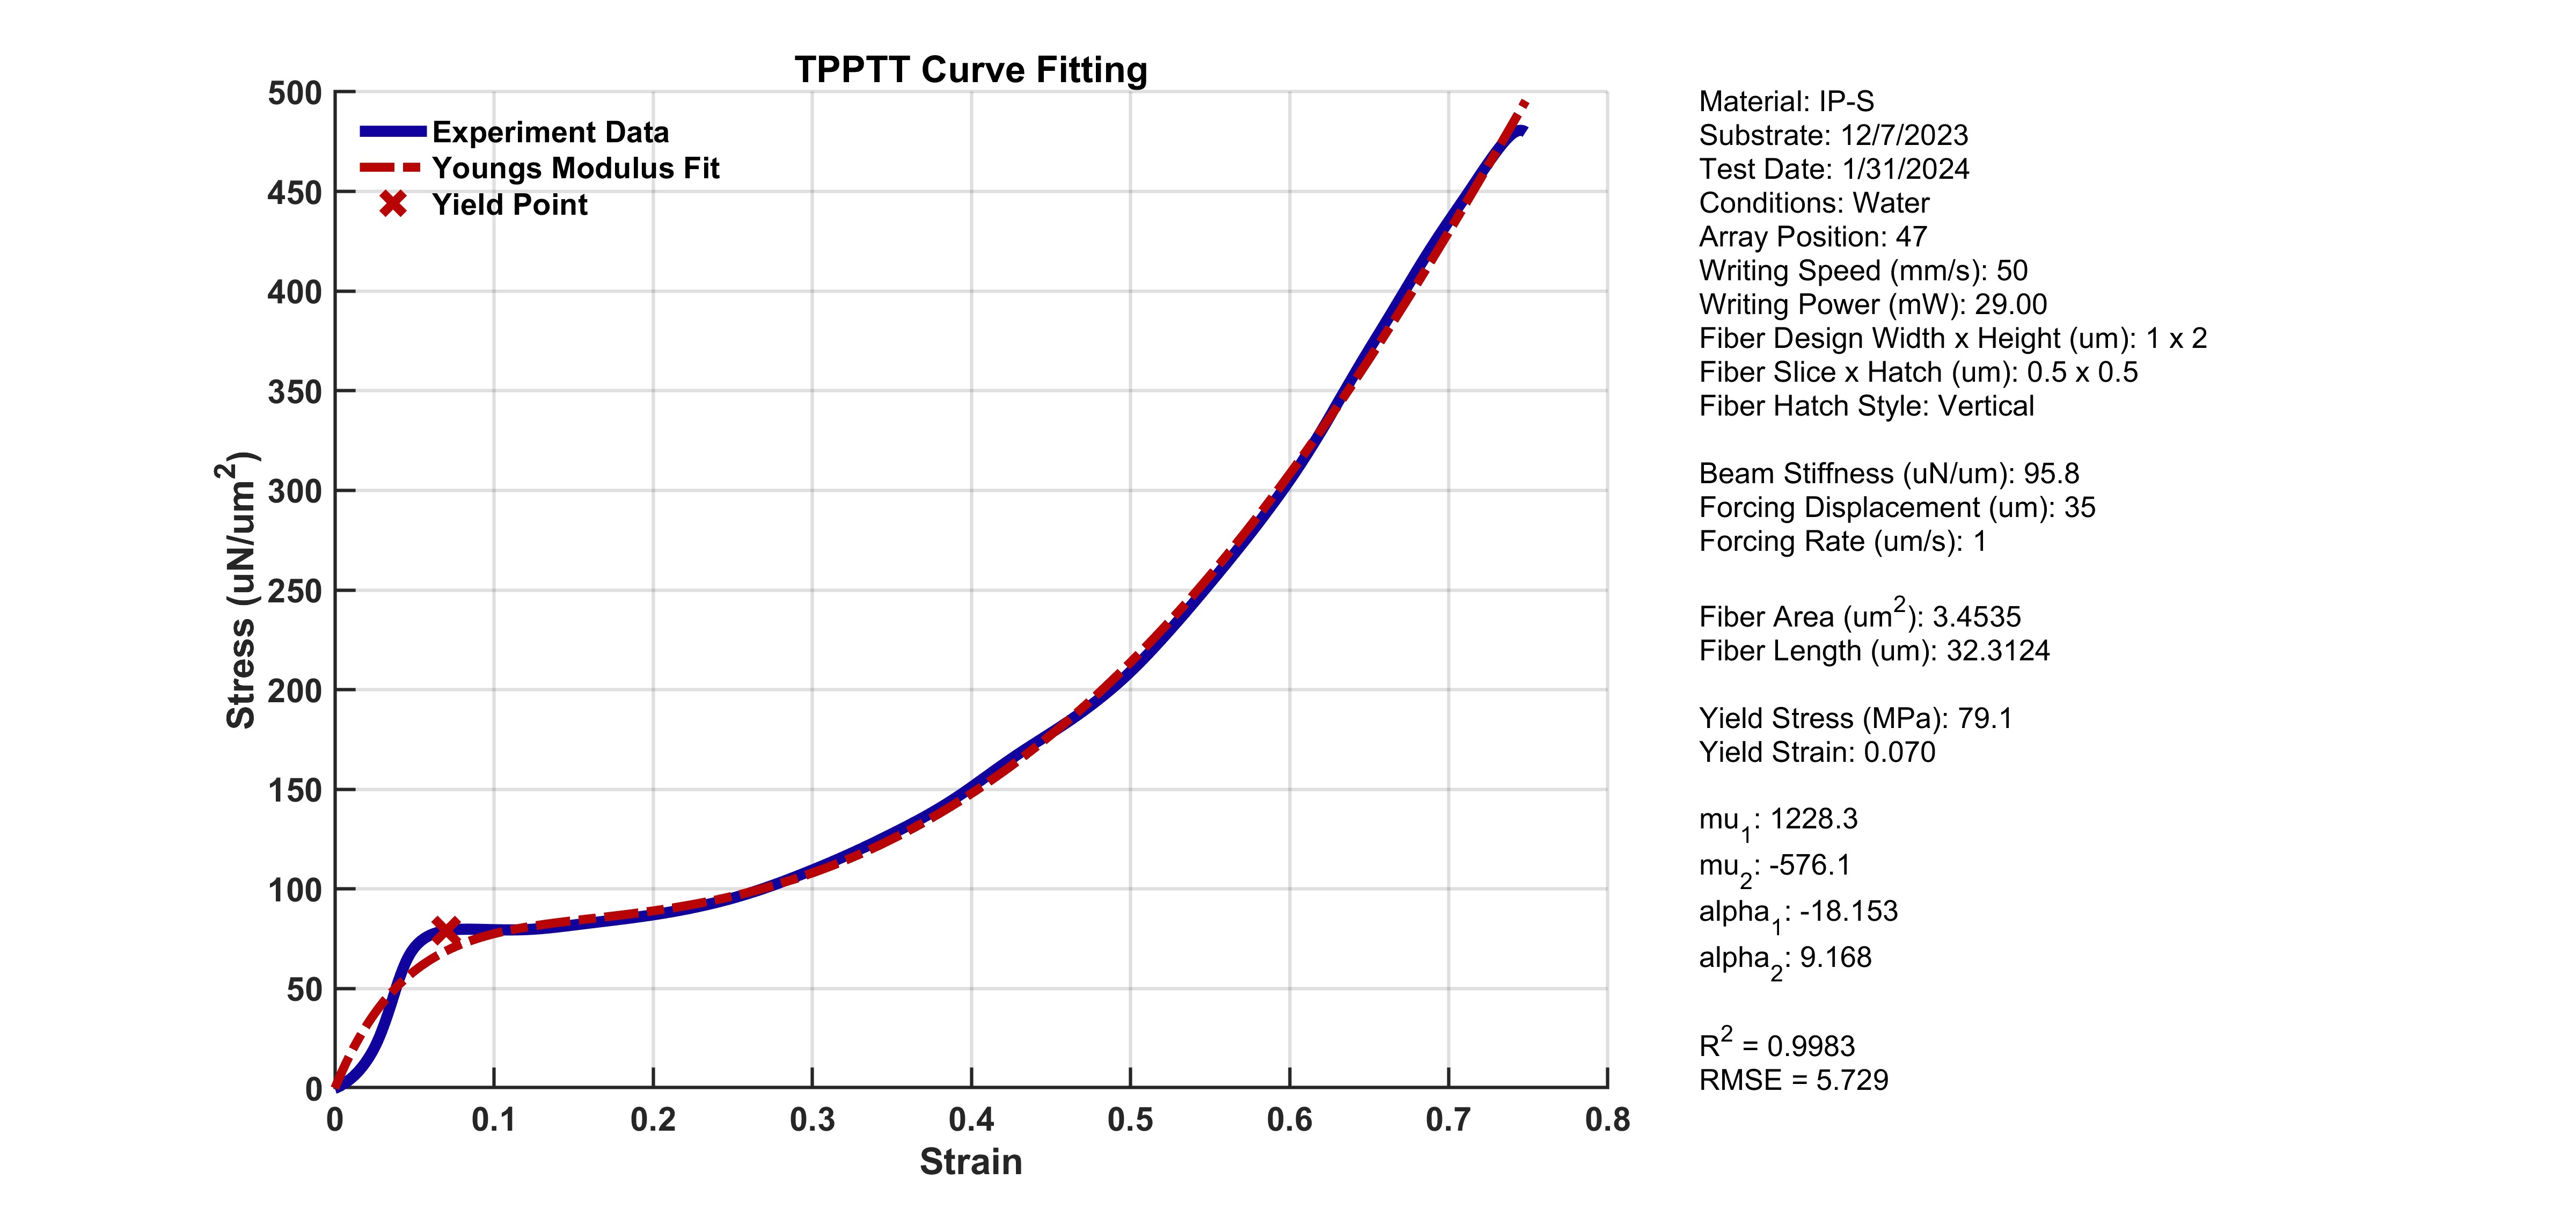 TPPTT Curve Fitting
500
450
400
350
300
250
200
150
100
50
0
Stress (uN/um²)
Experiment Data
Youngs Modulus Fit
Yield Point
0 0.1 0.2 0.3 0.4 0.5 0.6 0.7 0.8
Strain
Material: IP-S
Substrate: 12/7/2023
Test Date: 1/31/2024
Conditions: Water
Array Position: 47
Writing Speed (mm/s): 50
Writing Power (mW): 29.00
Fiber Design Width x Height (um): 1 x 2
Fiber Slice x Hatch (um): 0.5 x 0.5
Fiber Hatch Style: Vertical
Beam Stiffness (uN/um): 95.8
Forcing Displacement (um): 35
Forcing Rate (um/s): 1
Fiber Area (um²): 3.4535
Fiber Length (um): 32.3124
Yield Stress (MPa): 79.1
Yield Strain: 0.070
mu₁: 1228.3
mu₂: -576.1
alpha₁: -18.153
alpha₂: 9.168
R² = 0.9983
RMSE = 5.729